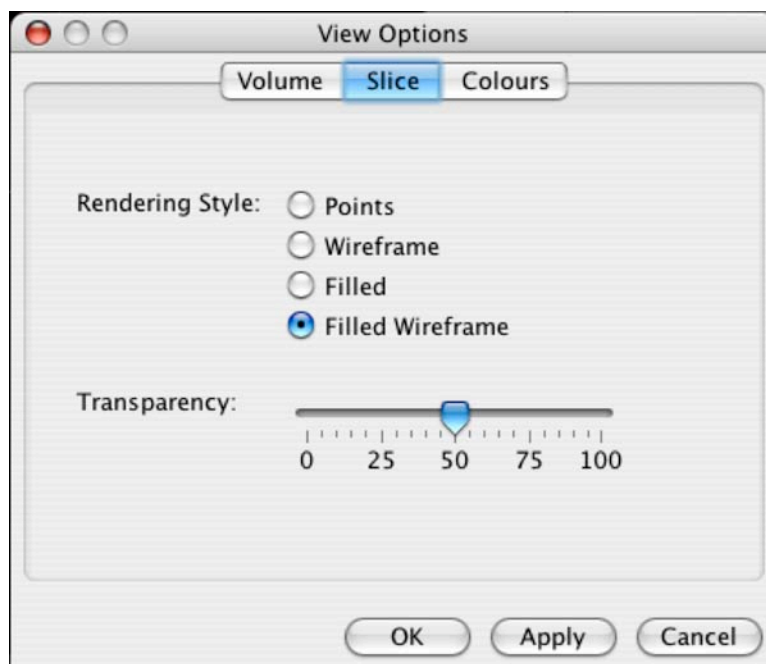 View Options
Volume Slice Colours
Rendering Style: Points
Wireframe
Filled
Filled Wireframe
Transparency:
0 25 50 75 100
OK Apply Cancel